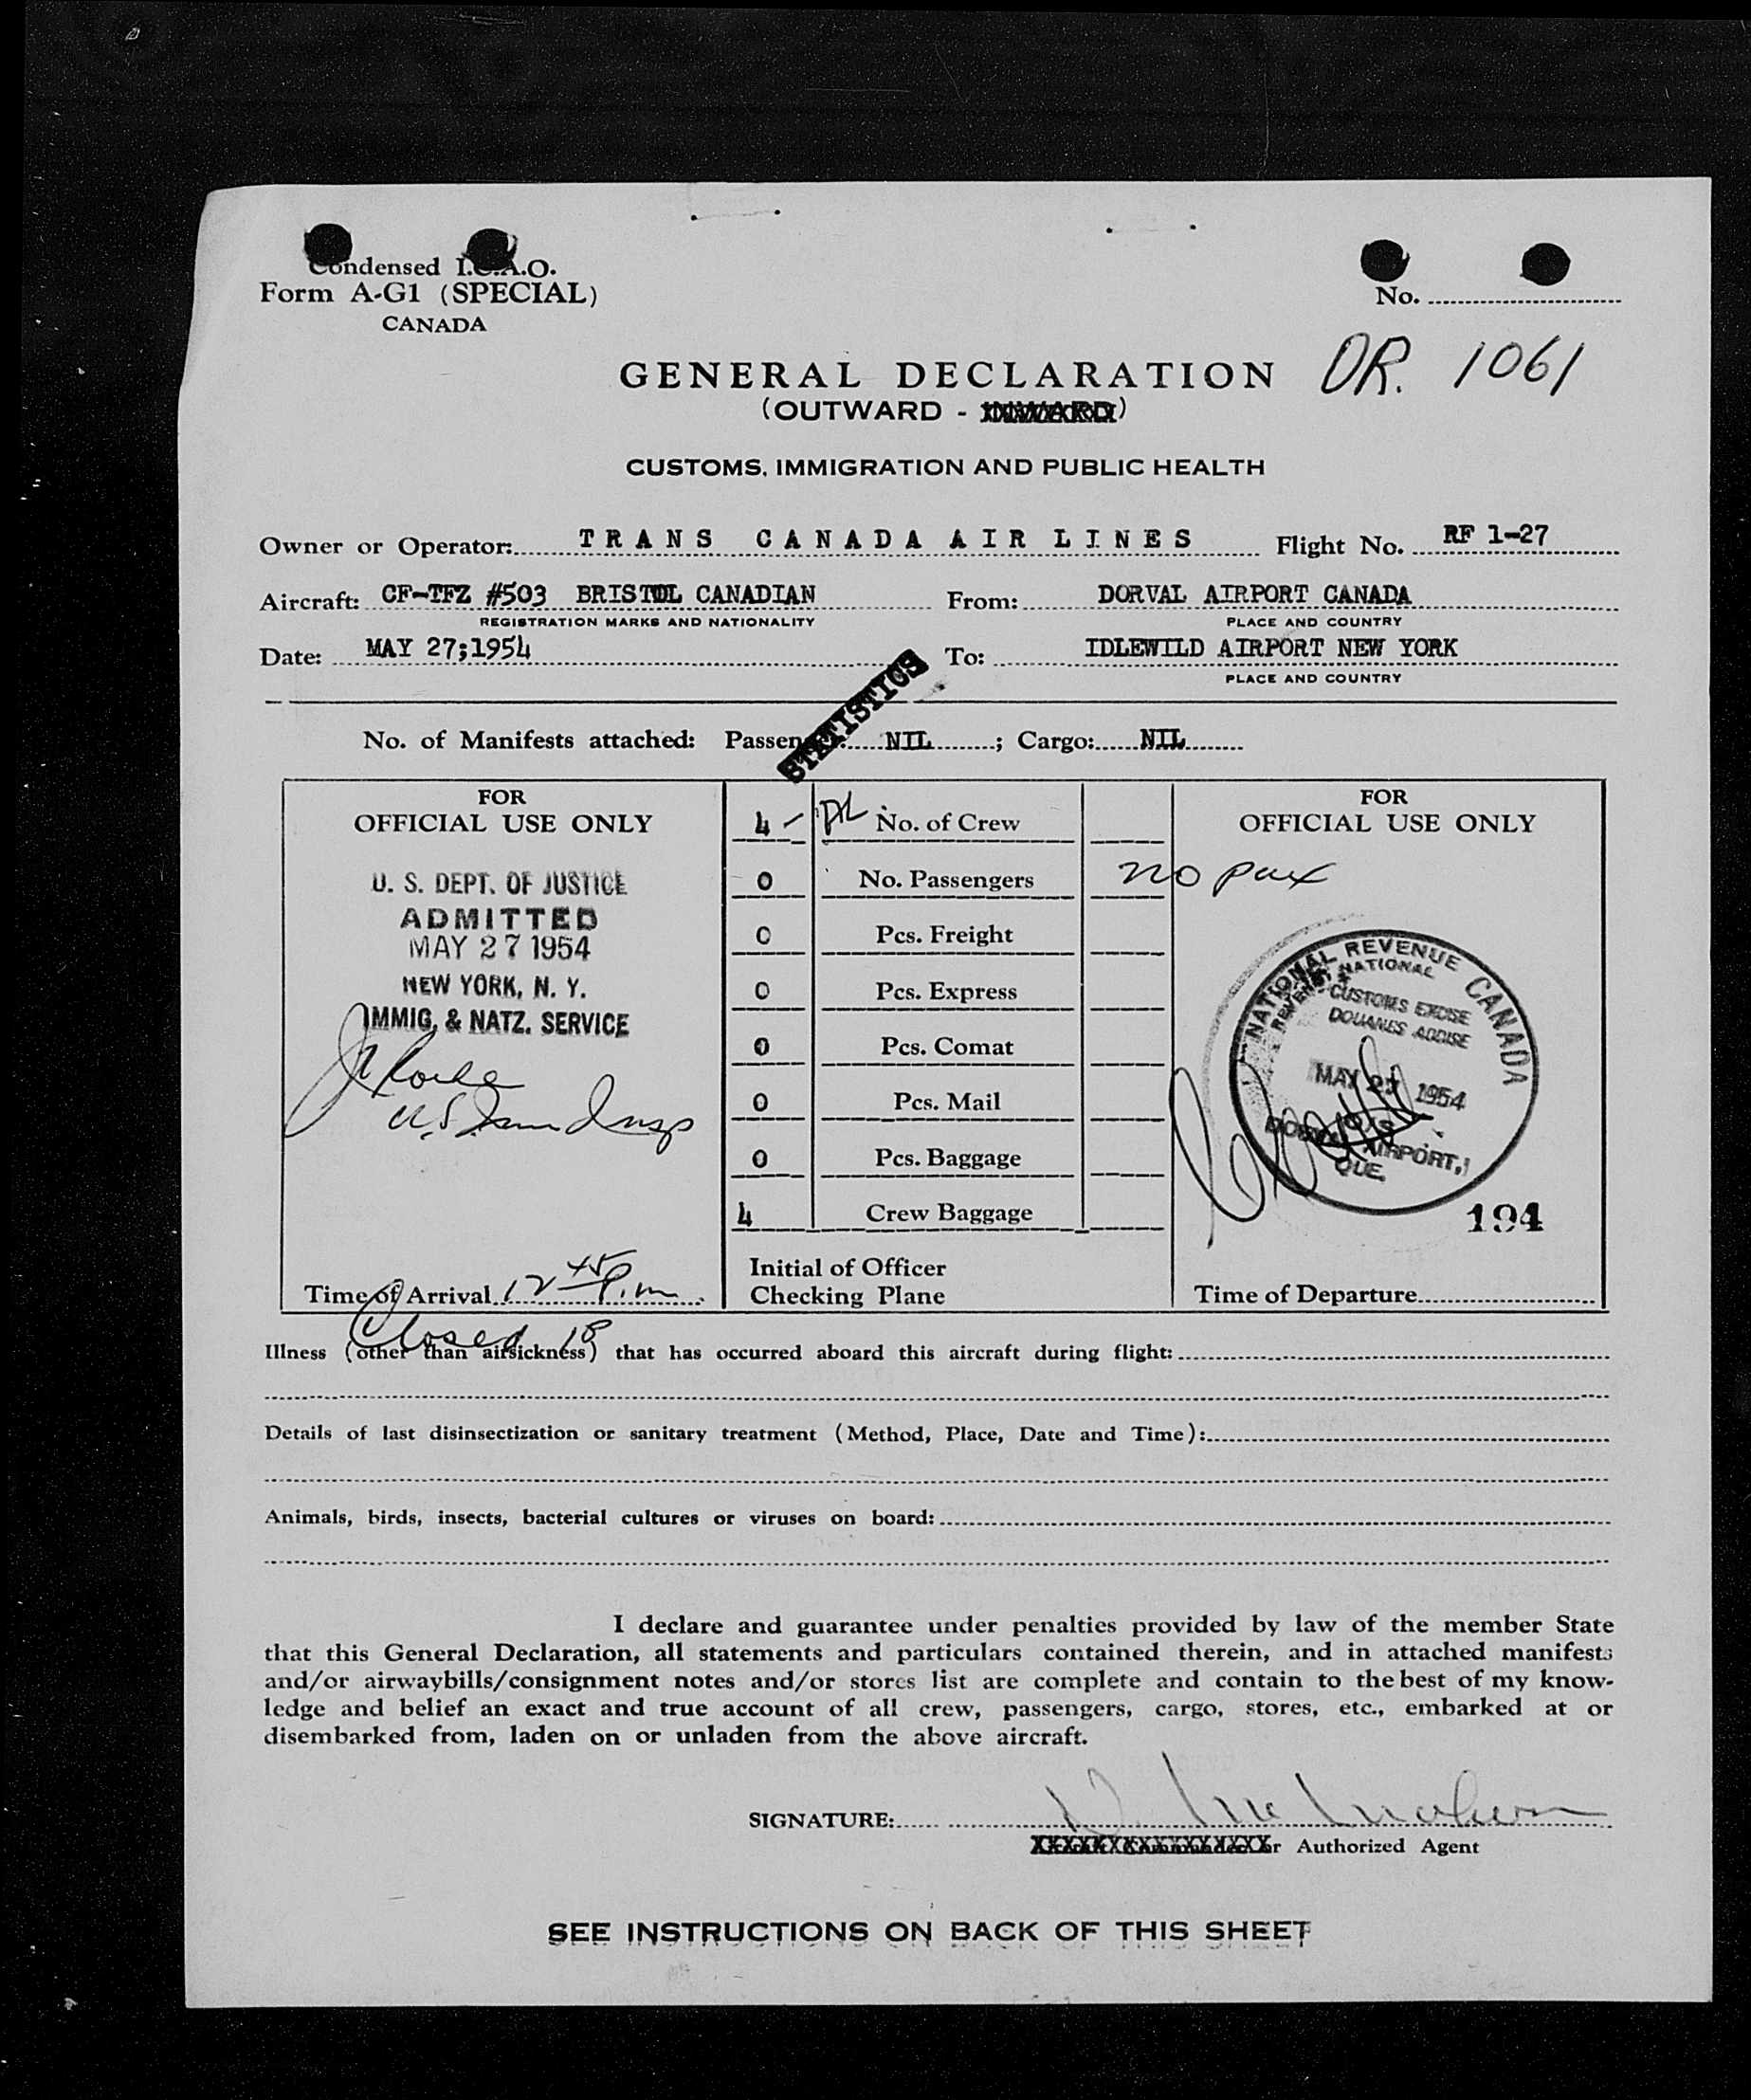 Condensed I.C.A.O.
Form A-G1 (SPECIAL)
CANADA
No.
OR. 1061
GENERAL DECLARATION
(OUTWARD - INWARD)
CUSTOMS, IMMIGRATION AND PUBLIC HEALTH
Owner or Operator: TRANS CANADA AIR LINES Flight No. RF 1-27
Aircraft: CF-TFZ #503 BRISTOL CANADIAN From: DORVAL AIRPORT CANADA
REGISTRATION MARKS AND NATIONALITY PLACE AND COUNTRY
Date: MAY 27;1954 To: IDLEWILD AIRPORT NEW YORK
PLACE AND COUNTRY
STATISTICS
No. of Manifests attached: Passenger: NIL ; Cargo: NIL
FOR
OFFICIAL USE ONLY
U. S. DEPT. OF JUSTICE
ADMITTED
MAY 27 1954
NEW YORK, N. Y.
IMMIG. & NATZ. SERVICE
U.S. Imm Insp
Time of Arrival 12 45 P.m.
Closed 18
4 - No. of Crew
0 No. Passengers
0 Pcs. Freight
0 Pcs. Express
0 Pcs. Comat
0 Pcs. Mail
0 Pcs. Baggage
4 Crew Baggage
Initial of Officer
Checking Plane
FOR
OFFICIAL USE ONLY
no pax
NATIONAL REVENUE CANADA
NATIONAL
CUSTOMS EXCISE
DOUANES ACCISE
MAY 27 1954
AIRPORT,
QUE.
194
Time of Departure
Illness (other than airsickness) that has occurred aboard this aircraft during flight:
Details of last disinsectization or sanitary treatment (Method, Place, Date and Time):
Animals, birds, insects, bacterial cultures or viruses on board:
I declare and guarantee under penalties provided by law of the member State
that this General Declaration, all statements and particulars contained therein, and in attached manifests
and/or airwaybills/consignment notes and/or stores list are complete and contain to the best of my know-
ledge and belief an exact and true account of all crew, passengers, cargo, stores, etc., embarked at or
disembarked from, laden on or unladen from the above aircraft.
SIGNATURE:
XXXXXXXXXXXXXXXXXr Authorized Agent
SEE INSTRUCTIONS ON BACK OF THIS SHEET